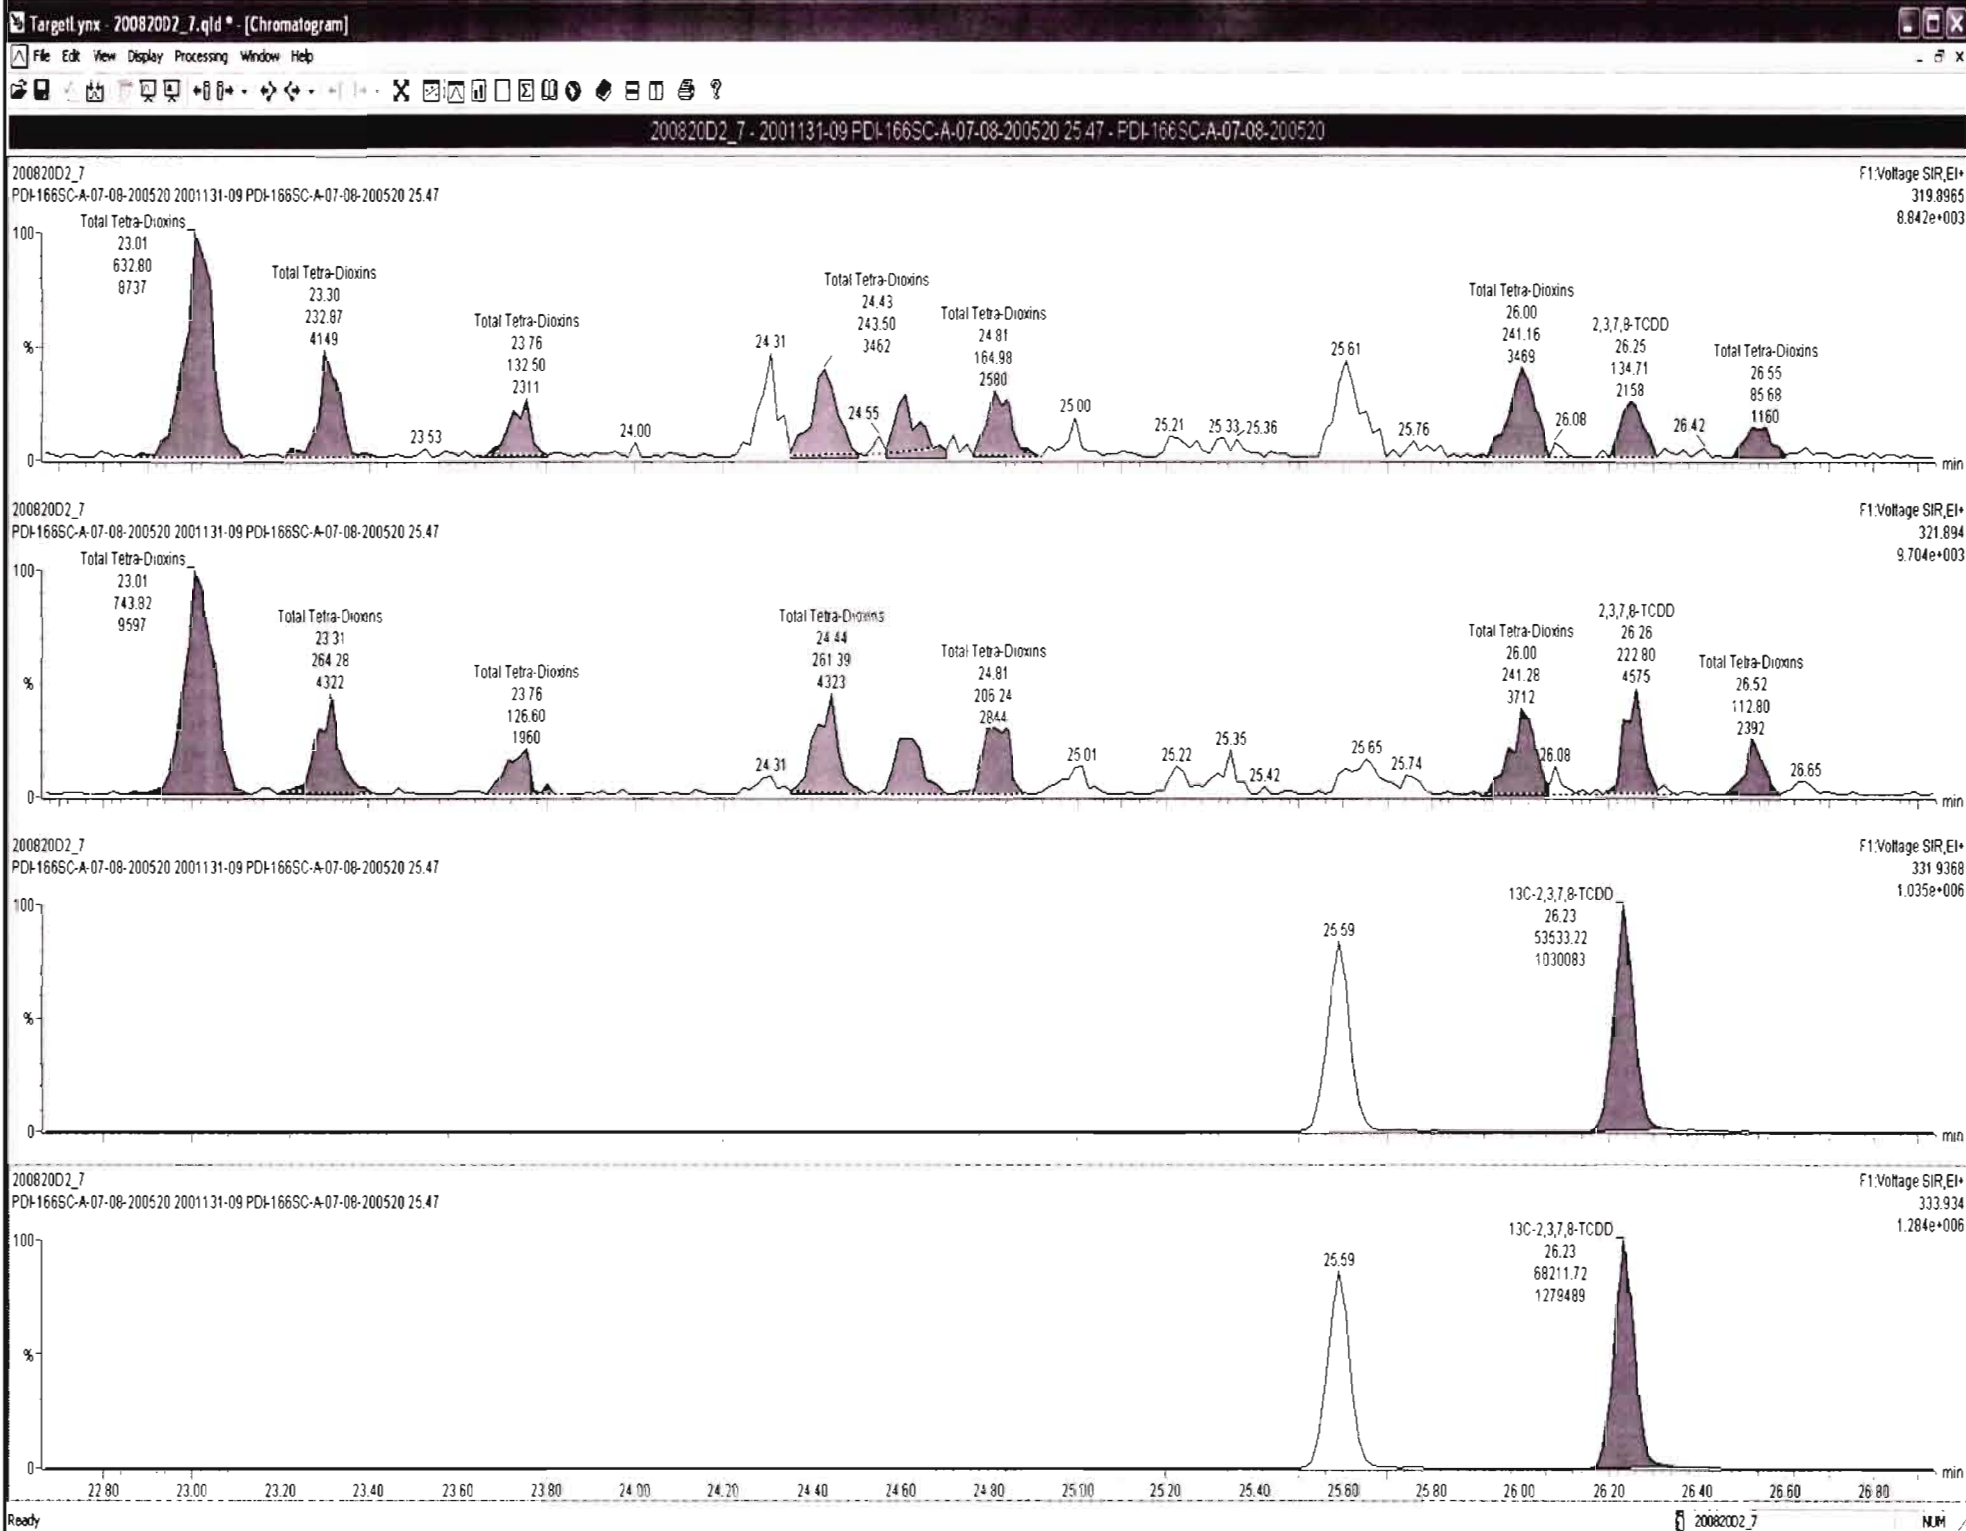 TargetLynx - 200820D2_7.qld * - [Chromatogram]
File Edit View Display Processing Window Help
200820D2_7 - 2001131-09 PDI-166SC-A-07-08-200520 25.47 - PDI-166SC-A-07-08-200520
200820D2_7
PDI-166SC-A-07-08-200520 2001131-09 PDI-166SC-A-07-08-200520 25.47
F1:Voltage SIR,EI+
319.8965
8.842e+003
100
%
0
Total Tetra-Dioxins
23.01
632.80
8737
Total Tetra-Dioxins
23.30
232.87
4149
23.53
Total Tetra-Dioxins
23.76
132.50
2311
24.00
24.31
Total Tetra-Dioxins
24.43
243.50
3462
24.55
Total Tetra-Dioxins
24.81
164.98
2580
25.00
25.21
25.33
25.36
25.61
25.76
Total Tetra-Dioxins
26.00
241.16
3469
26.08
2,3,7,8-TCDD
26.25
134.71
2158
26.42
Total Tetra-Dioxins
26.55
85.68
1160
min
200820D2_7
PDI-166SC-A-07-08-200520 2001131-09 PDI-166SC-A-07-08-200520 25.47
F1:Voltage SIR,EI+
321.894
9.704e+003
100
%
0
Total Tetra-Dioxins
23.01
743.82
9597
Total Tetra-Dioxins
23.31
264.28
4322
Total Tetra-Dioxins
23.76
126.60
1960
24.31
Total Tetra-Dioxins
24.44
261.39
4323
Total Tetra-Dioxins
24.81
206.24
2844
25.01
25.22
25.35
25.42
25.65
25.74
Total Tetra-Dioxins
26.00
241.28
3712
26.08
2,3,7,8-TCDD
26.26
222.80
4575
Total Tetra-Dioxins
26.52
112.80
2392
26.65
min
200820D2_7
PDI-166SC-A-07-08-200520 2001131-09 PDI-166SC-A-07-08-200520 25.47
F1:Voltage SIR,EI+
331.9368
1.035e+006
100
%
0
25.59
13C-2,3,7,8-TCDD
26.23
53533.22
1030083
min
200820D2_7
PDI-166SC-A-07-08-200520 2001131-09 PDI-166SC-A-07-08-200520 25.47
F1:Voltage SIR,EI+
333.934
1.284e+006
100
%
0
25.59
13C-2,3,7,8-TCDD
26.23
68211.72
1279489
min
22.80 23.00 23.20 23.40 23.60 23.80 24.00 24.20 24.40 24.60 24.80 25.00 25.20 25.40 25.60 25.80 26.00 26.20 26.40 26.60 26.80
Ready
200820D2_7
NUM